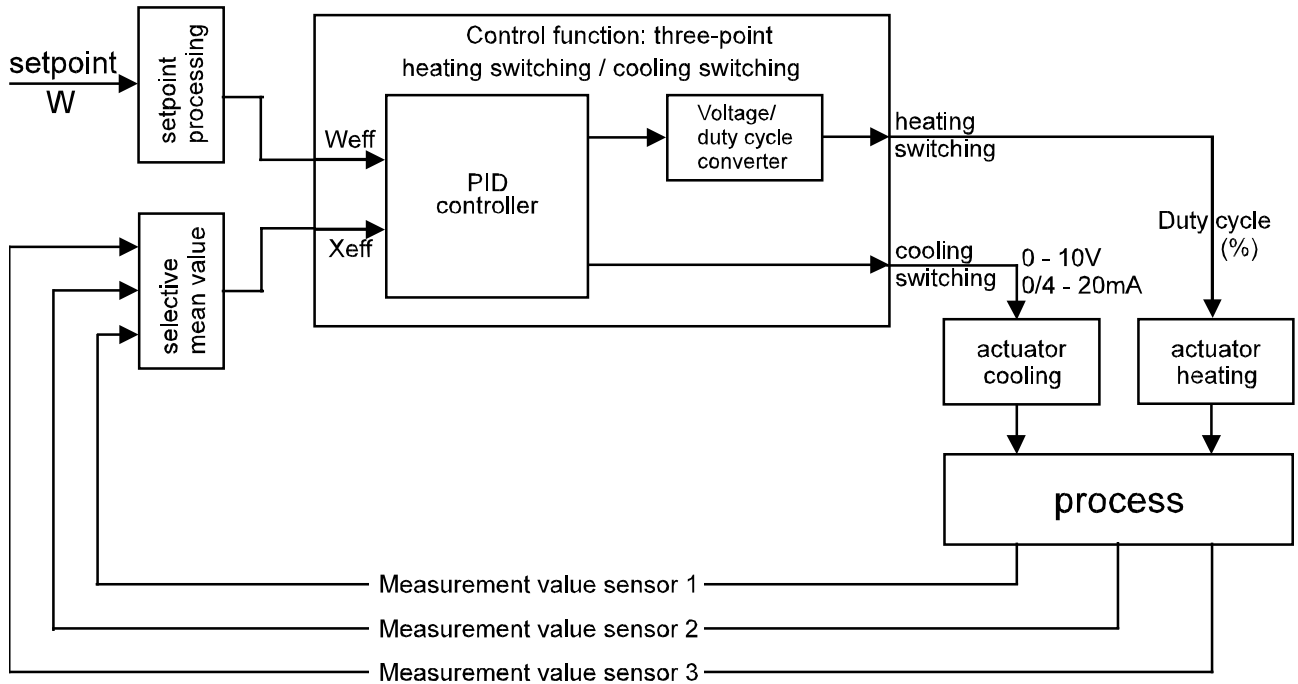 Control function: three-point
heating switching / cooling switching
setpoint
W
setpoint
processing
Weff
Xeff
PID
controller
Voltage/
duty cycle
converter
heating
switching
Duty cycle
(%)
cooling
switching
0 - 10V
0/4 - 20mA
selective
mean value
actuator
cooling
actuator
heating
process
Measurement value sensor 1
Measurement value sensor 2
Measurement value sensor 3